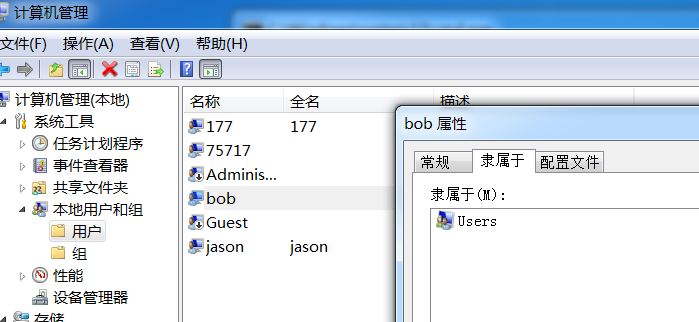 计算机管理
文件(F) 操作(A) 查看(V) 帮助(H)
计算机管理(本地)
系统工具
任务计划程序
事件查看器
共享文件夹
本地用户和组
用户
组
性能
设备管理器
存储
名称 全名 描述
177 177
75717
Adminis...
bob
Guest
jason jason
bob 属性
常规 隶属于 配置文件
隶属于(M):
Users